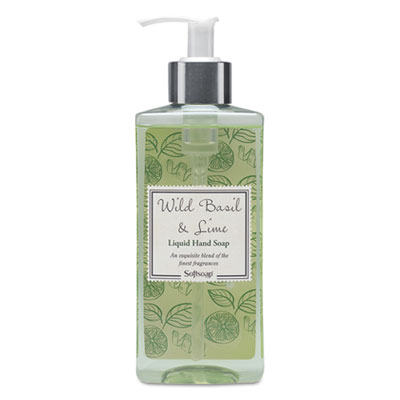 Wild Basil
& Lime
Liquid Hand Soap
An exquisite blend of the
finest fragrances
Softsoap®